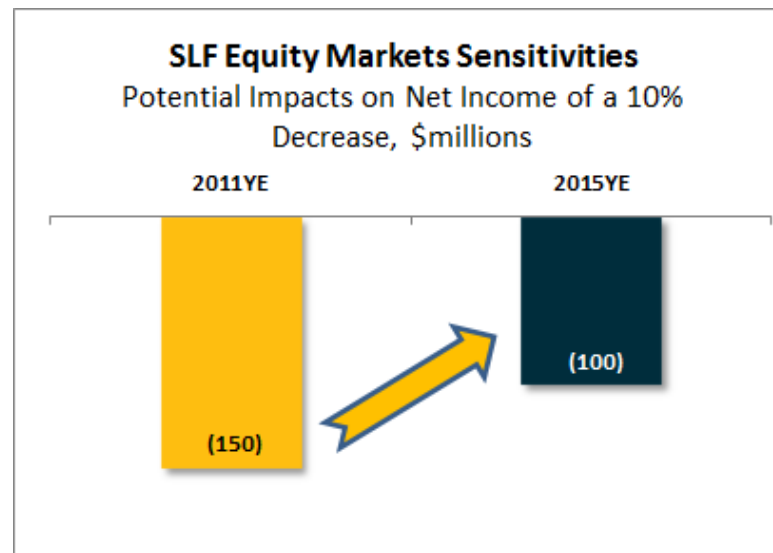 SLF Equity Markets Sensitivities
Potential Impacts on Net Income of a 10%
Decrease, $millions
2011YE 2015YE
(100)
(150)